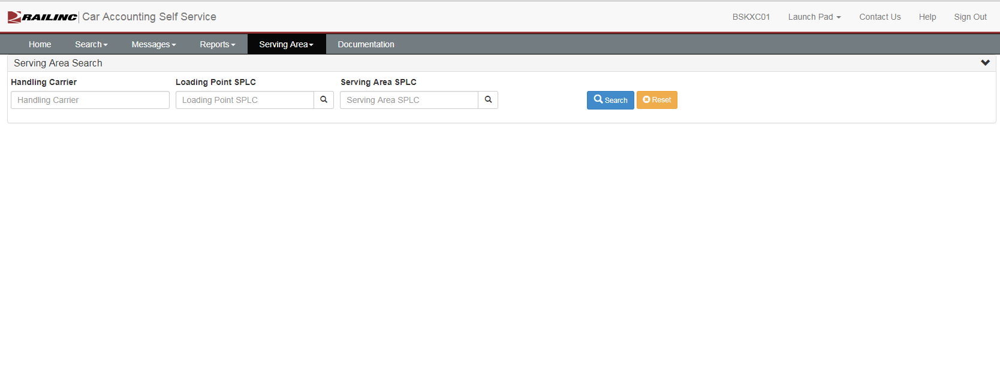 RAILINC Car Accounting Self Service BSKXC01 Launch Pad Contact Us Help Sign Out
Home Search Messages Reports Serving Area Documentation
Serving Area Search
Handling Carrier Loading Point SPLC Serving Area SPLC
Handling Carrier Loading Point SPLC Serving Area SPLC Search Reset